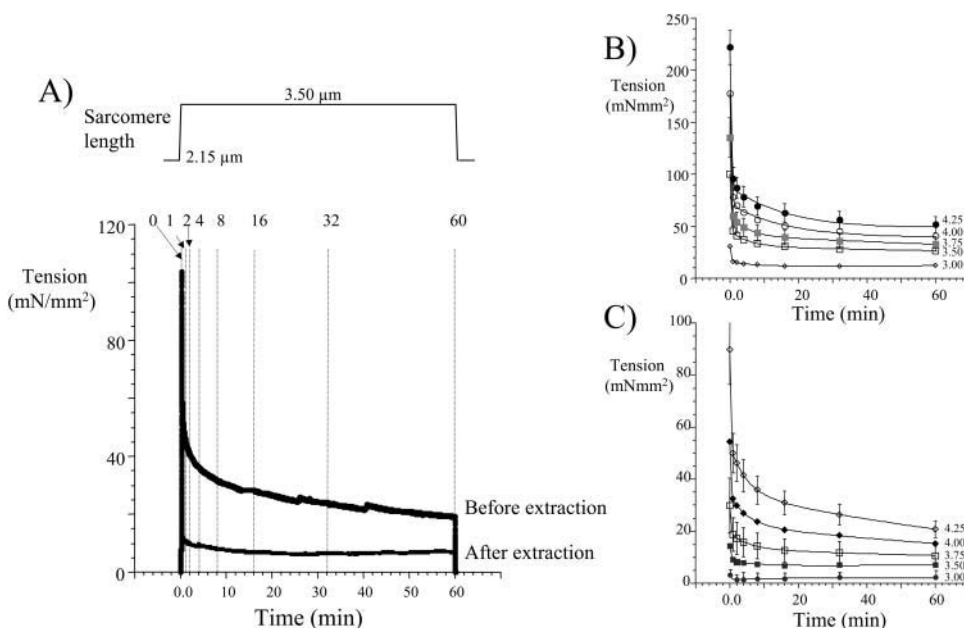 A)
3.50 µm
Sarcomere
length
2.15 µm
0 1 2 4 8 16 32 60
120
Tension
(mN/mm²)
80
40
0
Before extraction
After extraction
0.0 10 20 30 40 50 60
Time (min)
B)
250
Tension
(mNmm²)
200
150
100
50
0
4.25
4.00
3.75
3.50
3.00
0.0 20 40 60
Time (min)
C)
100
Tension
(mNmm²)
80
60
40
20
0
4.25
4.00
3.75
3.50
3.00
0.0 20 40 60
Time (min)